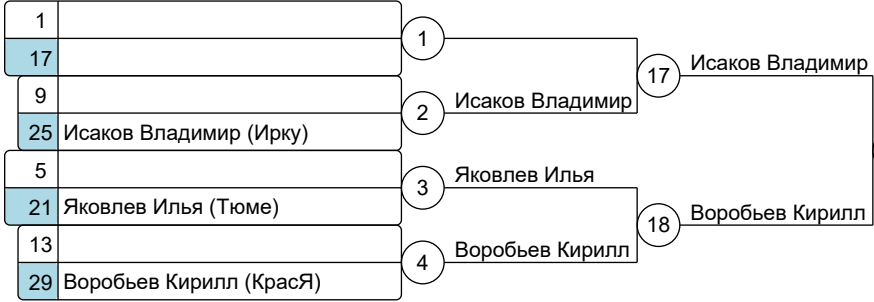 1
17
1
9
25 Исаков Владимир (Ирку)
2
Исаков Владимир
17
Исаков Владимир
5
21 Яковлев Илья (Тюме)
3
Яковлев Илья
13
29 Воробьев Кирилл (КрасЯ)
4
Воробьев Кирилл
18
Воробьев Кирилл